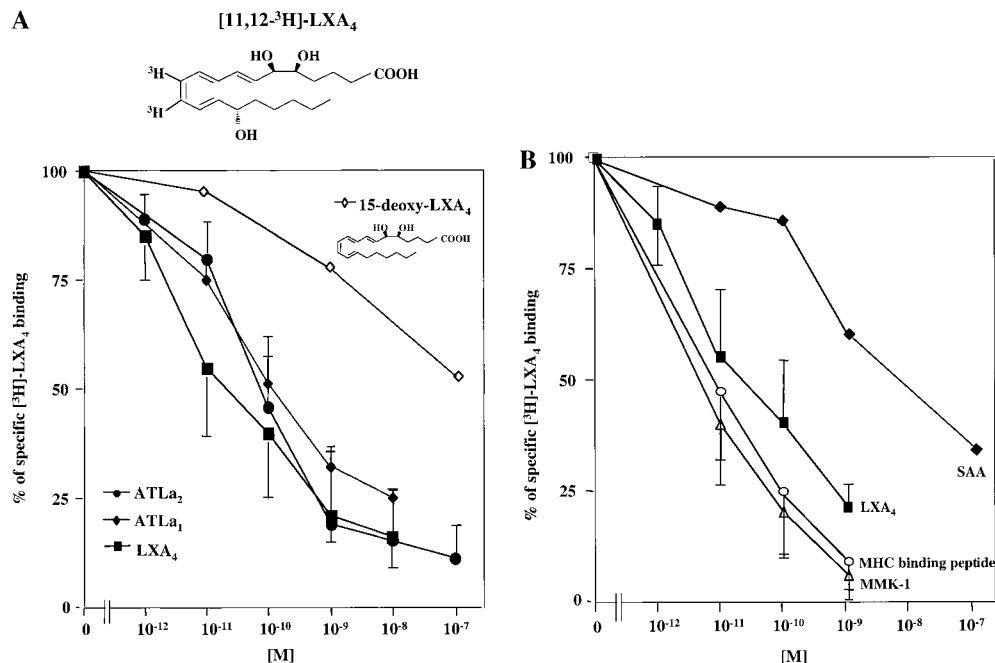 A
[11,12-³H]-LXA₄
HO OH
³H
COOH
³H
OH
100
75
50
25
0
% of specific [³H]-LXA₄ binding
15-deoxy-LXA₄
HO OH
COOH
ATLa₂
ATLa₁
LXA₄
0 10⁻¹² 10⁻¹¹ 10⁻¹⁰ 10⁻⁹ 10⁻⁸ 10⁻⁷
[M]
B
100
75
50
25
0
% of specific [³H]-LXA₄ binding
SAA
LXA₄
MHC binding peptide
MMK-1
0 10⁻¹² 10⁻¹¹ 10⁻¹⁰ 10⁻⁹ 10⁻⁸ 10⁻⁷
[M]